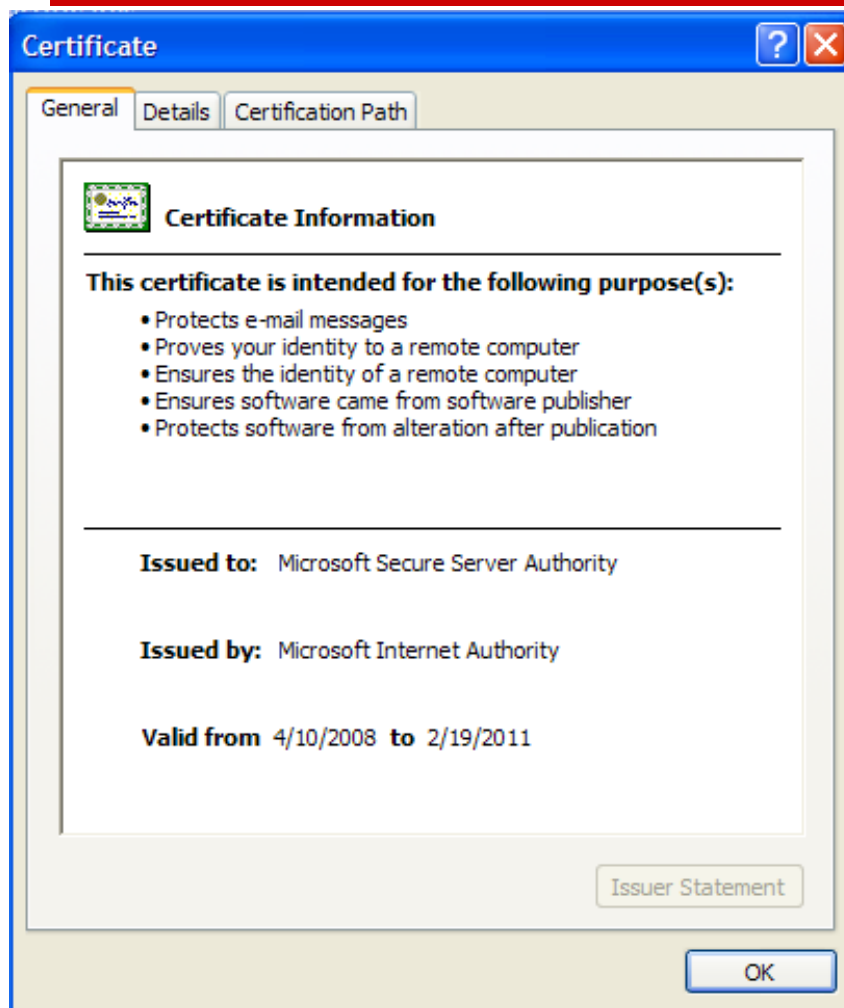 Certificate
General Details Certification Path
Certificate Information
This certificate is intended for the following purpose(s):
• Protects e-mail messages
• Proves your identity to a remote computer
• Ensures the identity of a remote computer
• Ensures software came from software publisher
• Protects software from alteration after publication
Issued to: Microsoft Secure Server Authority
Issued by: Microsoft Internet Authority
Valid from 4/10/2008 to 2/19/2011
Issuer Statement
OK